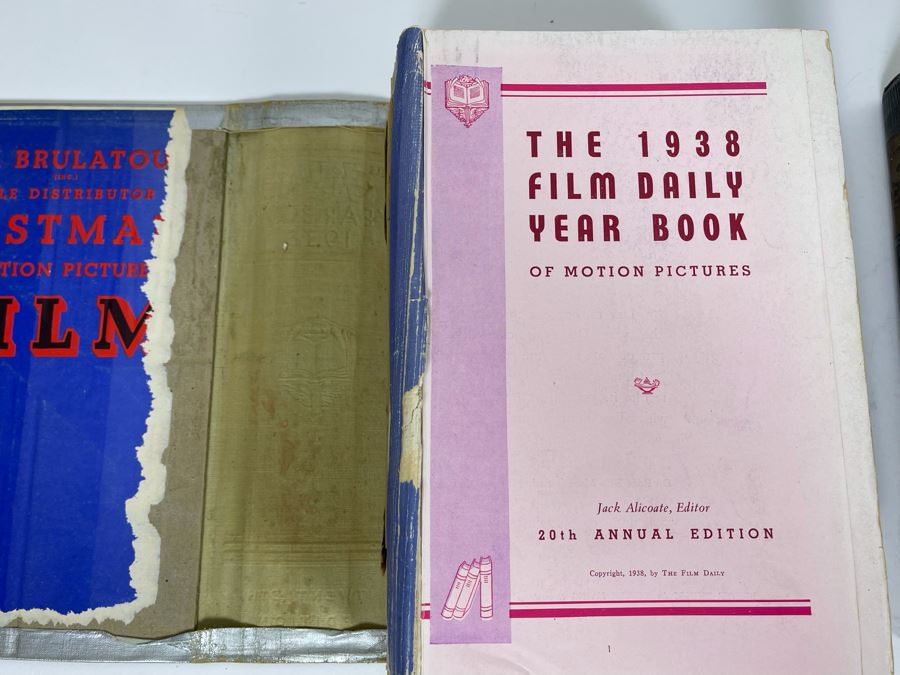 BRULATOU
(INC.)
LE DISTRIBUTOR
STMA
TION PICTURE
ILM
THE 1938
FILM DAILY
YEAR BOOK
OF MOTION PICTURES
Jack Alicoate, Editor
20th ANNUAL EDITION
Copyright, 1938, by THE FILM DAILY
1